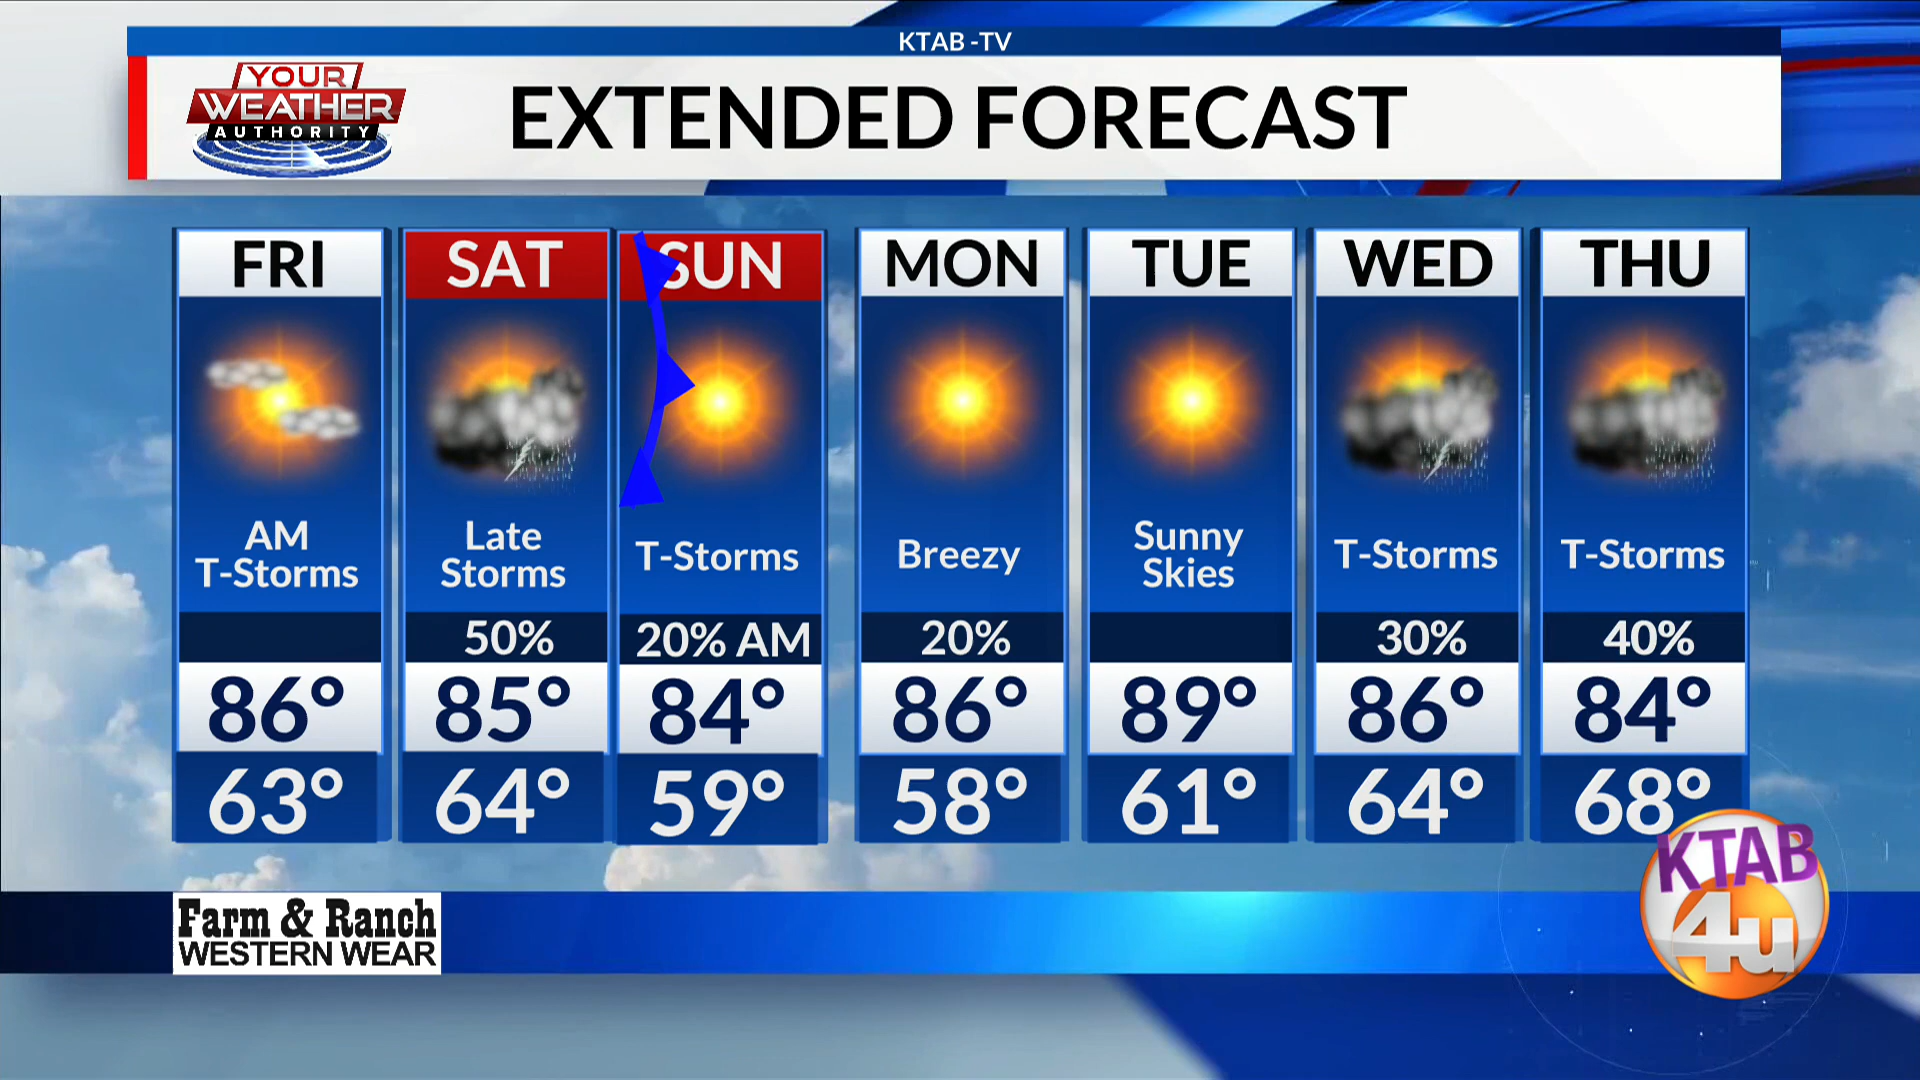 KTAB -TV
YOUR
WEATHER
AUTHORITY
EXTENDED FORECAST
FRI
AM
T-Storms
86°
63°
SAT
Late
Storms
50%
85°
64°
SUN
T-Storms
20% AM
84°
59°
MON
Breezy
20%
86°
58°
TUE
Sunny
Skies
89°
61°
WED
T-Storms
30%
86°
64°
THU
T-Storms
40%
84°
68°
Farm & Ranch
WESTERN WEAR
KTAB
4u